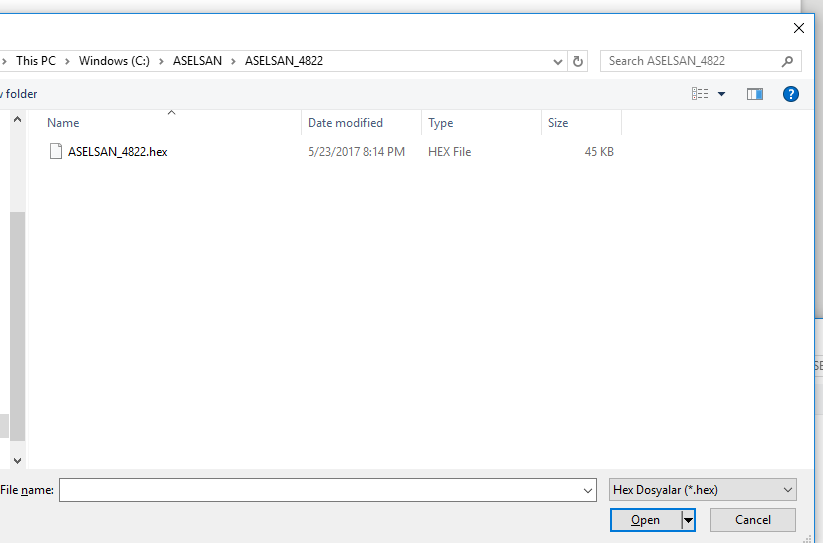 This PC > Windows (C:) > ASELSAN > ASELSAN_4822
Search ASELSAN_4822
folder
Name Date modified Type Size
ASELSAN_4822.hex 5/23/2017 8:14 PM HEX File 45 KB
File name:
Hex Dosyalar (*.hex)
Open Cancel